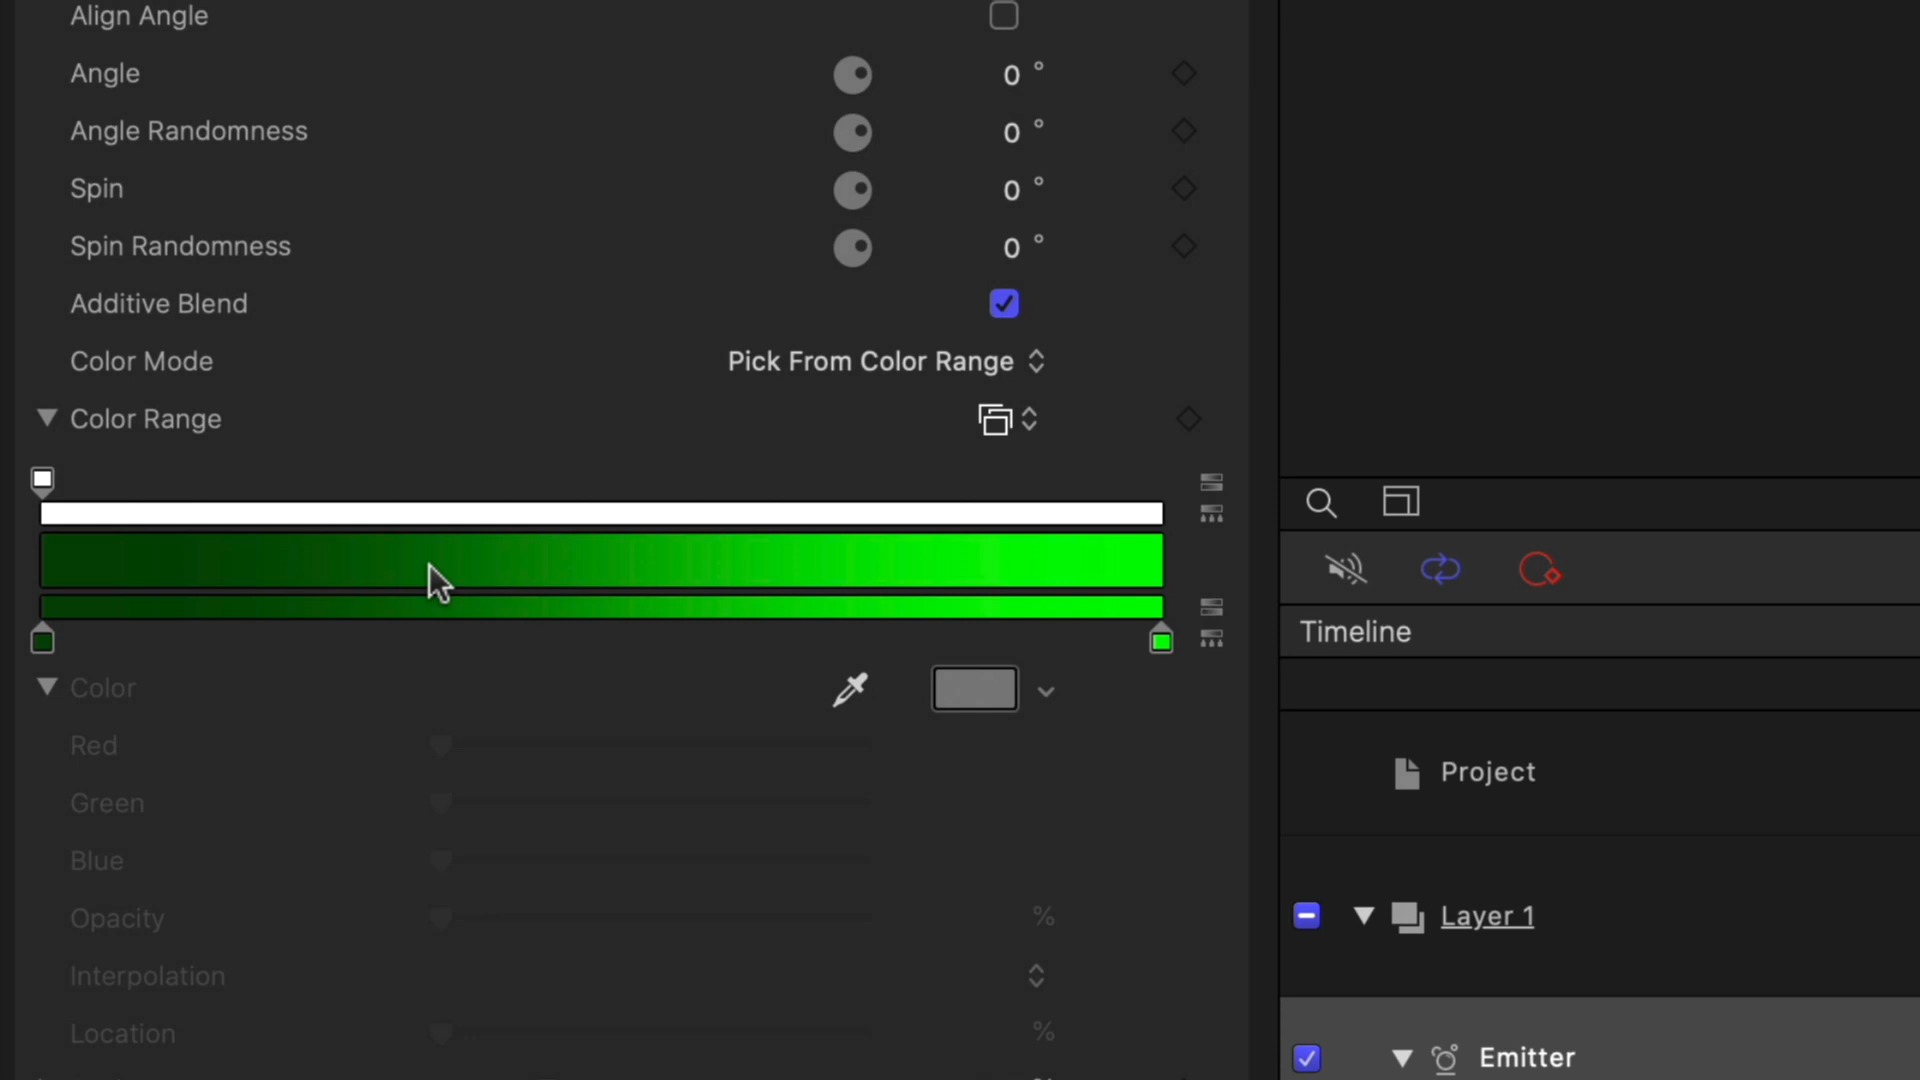 Align Angle
Angle 0 °
Angle Randomness 0 °
Spin 0 °
Spin Randomness 0 °
Additive Blend
Color Mode Pick From Color Range
Color Range
Color
Red
Green
Blue
Opacity %
Interpolation
Location %
Timeline
Project
Layer 1
Emitter